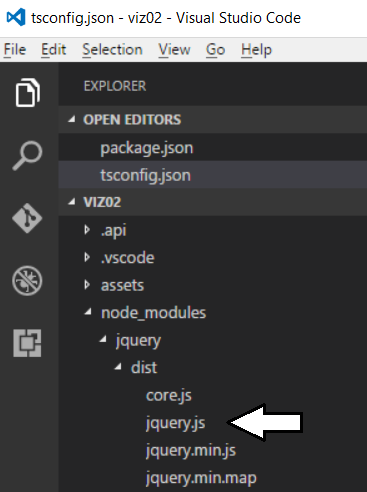 tsconfig.json - viz02 - Visual Studio Code
File Edit Selection View Go Help
EXPLORER
OPEN EDITORS
package.json
tsconfig.json
VIZ02
.api
.vscode
assets
node_modules
jquery
dist
core.js
jquery.js
jquery.min.js
jquery.min.map